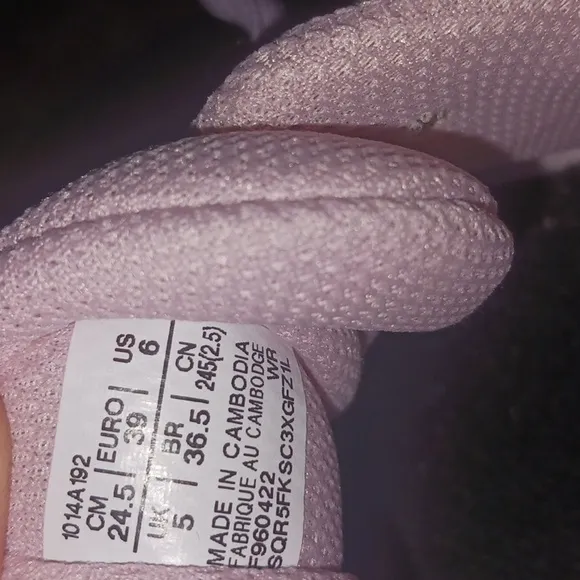 1014A192
CM | EURO | US
24.5 | 39 | 6
UK | BR | CN
5 | 36.5 | 245(2.5)
MADE IN CAMBODIA
FABRIQUE AU CAMBODGE
F960422 WR
SQR5FKSC3XGFZ1L